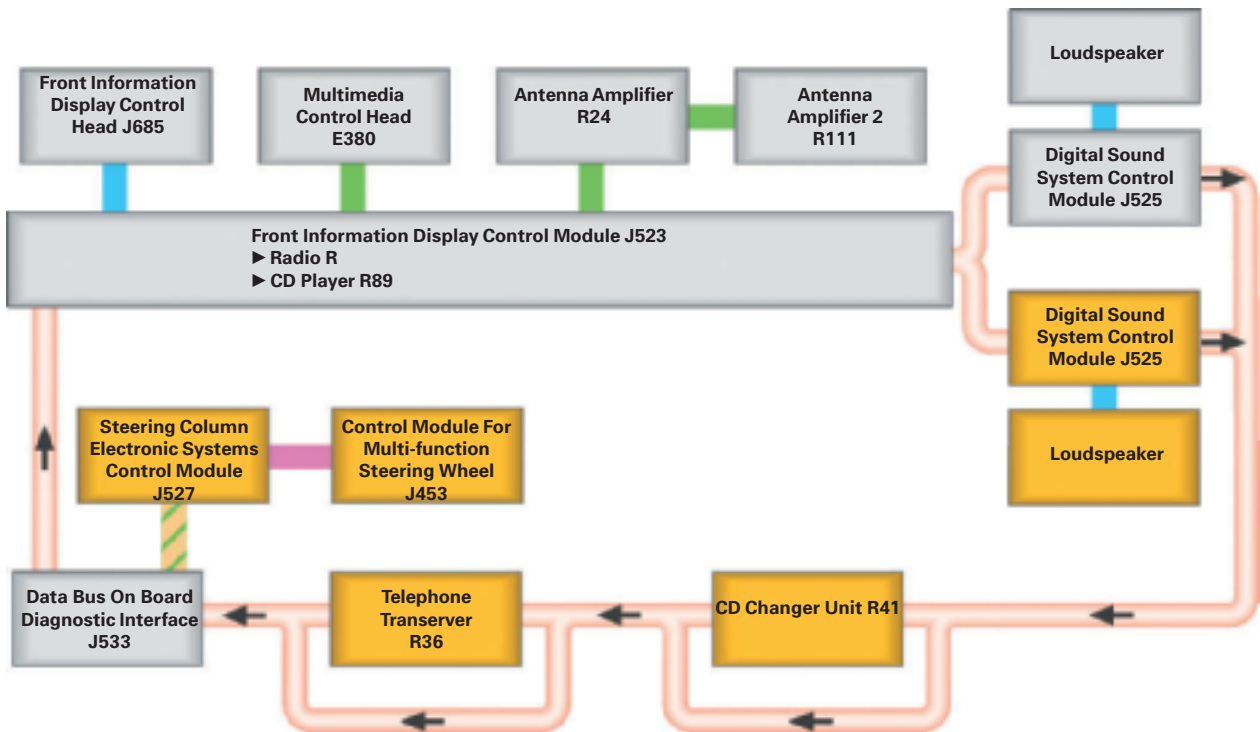 Front Information
Display Control
Head J685
Multimedia
Control Head
E380
Antenna Amplifier
R24
Antenna
Amplifier 2
R111
Loudspeaker
Digital Sound
System Control
Module J525
Front Information Display Control Module J523
► Radio R
► CD Player R89
Digital Sound
System Control
Module J525
Loudspeaker
Steering Column
Electronic Systems
Control Module
J527
Control Module For
Multi-function
Steering Wheel
J453
Data Bus On Board
Diagnostic Interface
J533
Telephone
Transerver
R36
CD Changer Unit R41